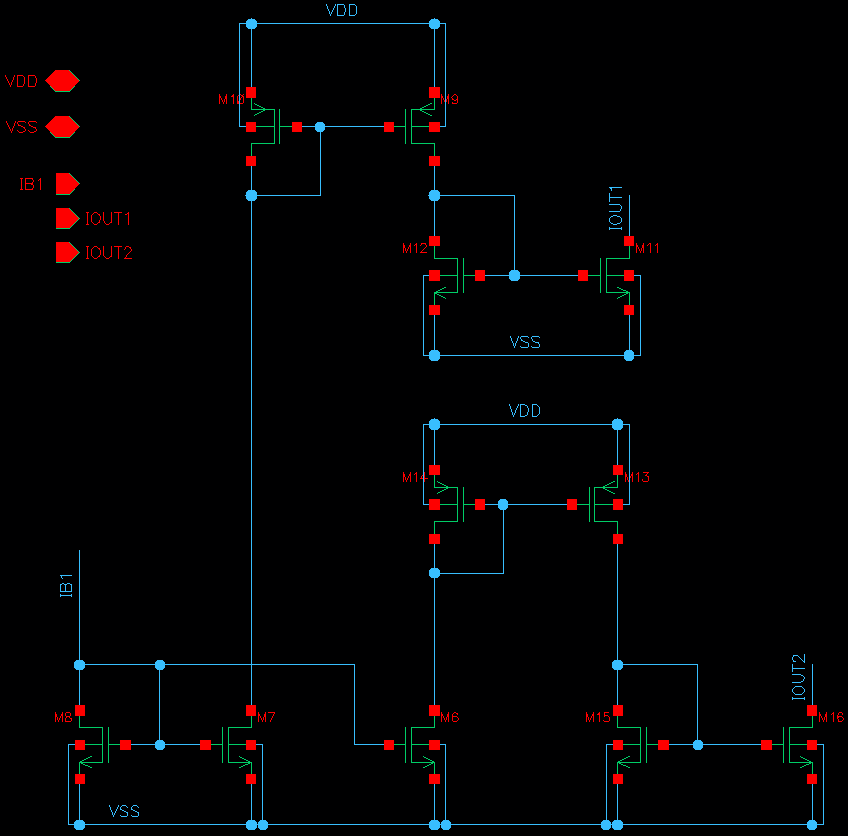 VDD
M10
M9
VDD
VSS
IB1
IOUT1
IOUT2
IOUT1
M12
M11
VSS
VDD
M14
M13
IB1
IOUT2
M8
M7
M6
M15
M16
VSS